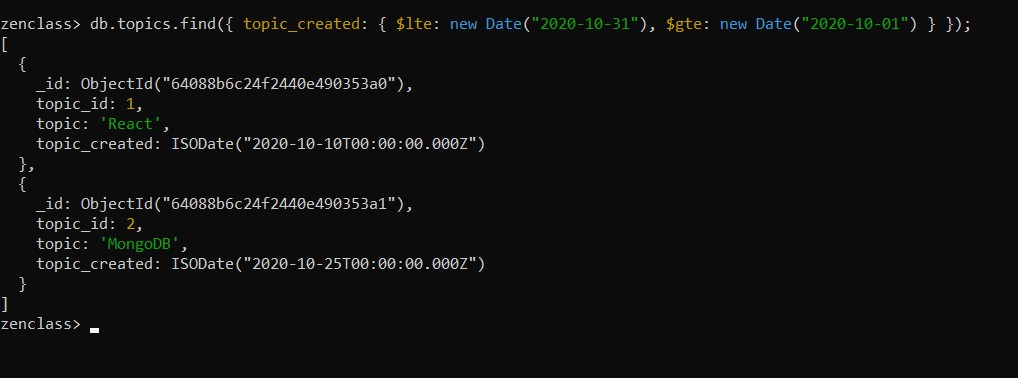 zenclass> db.topics.find({ topic_created: { $lte: new Date("2020-10-31"), $gte: new Date("2020-10-01") } });
[
  {
    _id: ObjectId("64088b6c24f2440e490353a0"),
    topic_id: 1,
    topic: 'React',
    topic_created: ISODate("2020-10-10T00:00:00.000Z")
  },
  {
    _id: ObjectId("64088b6c24f2440e490353a1"),
    topic_id: 2,
    topic: 'MongoDB',
    topic_created: ISODate("2020-10-25T00:00:00.000Z")
  }
]
zenclass>